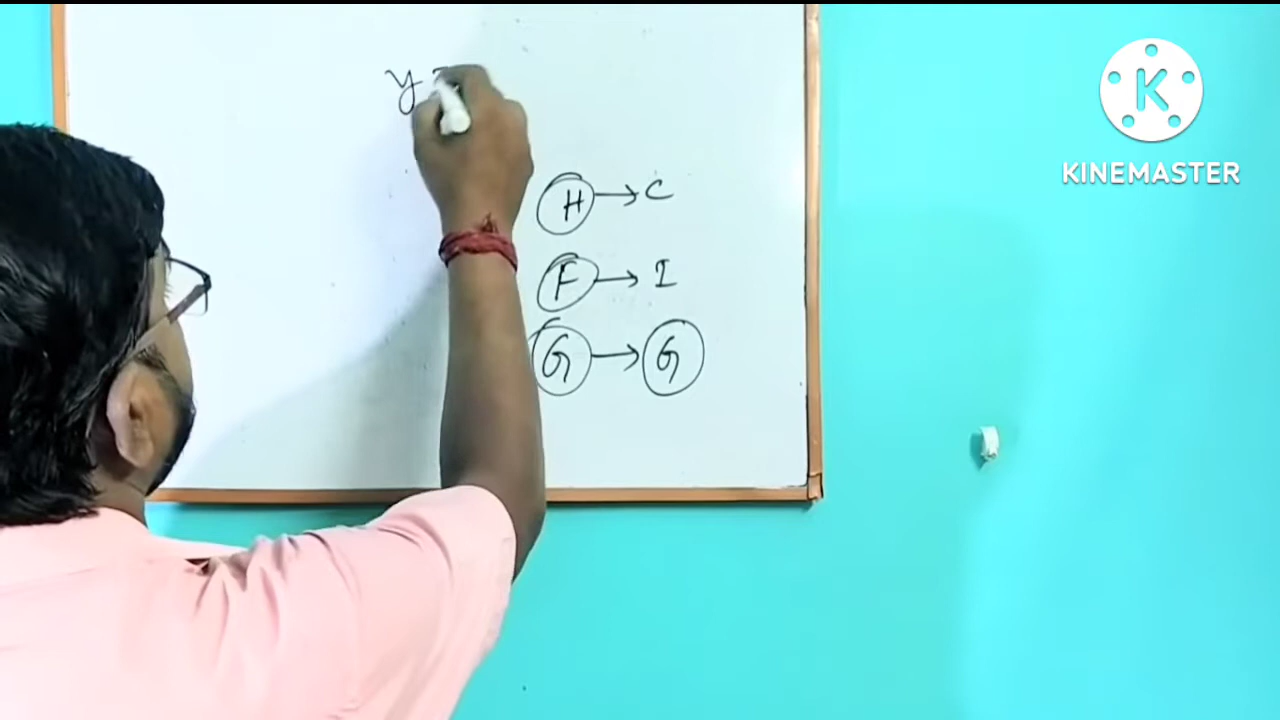 y
H → C
F → I
G → G
K
KINEMASTER